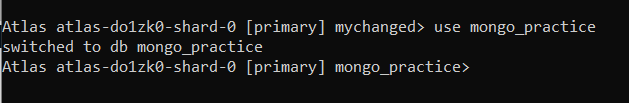 Atlas atlas-do1zk0-shard-0 [primary] mychanged> use mongo_practice
switched to db mongo_practice
Atlas atlas-do1zk0-shard-0 [primary] mongo_practice>